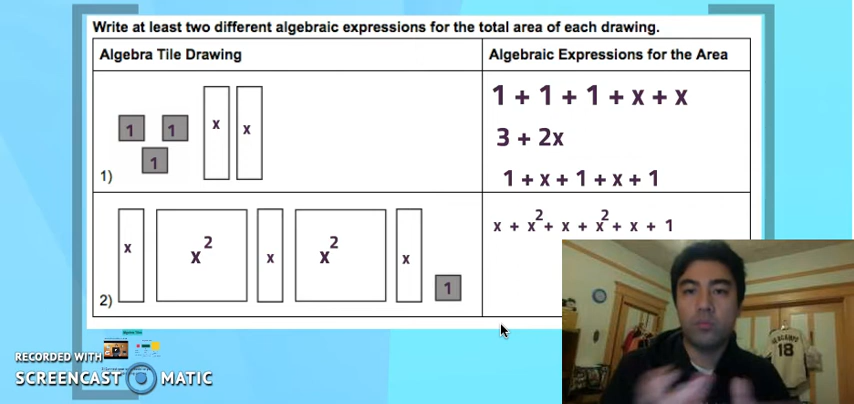 Write at least two different algebraic expressions for the total area of each drawing.
Algebra Tile Drawing
Algebraic Expressions for the Area
1 1 x x
1
1)
1 + 1 + 1 + x + x
3 + 2x
1 + x + 1 + x + 1
x x² x x² x 1
2)
x + x² + x + x² + x + 1
RECORDED WITH
SCREENCAST O MATIC
18